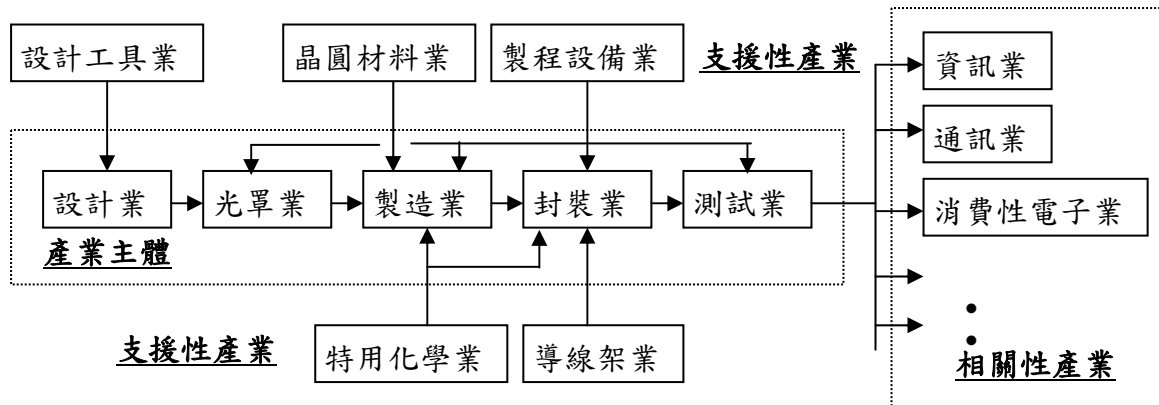 設計工具業
晶圓材料業
製程設備業
支援性產業
資訊業
通訊業
設計業
光罩業
製造業
封裝業
測試業
消費性電子業
產業主體
支援性產業
特用化學業
導線架業
相關性產業